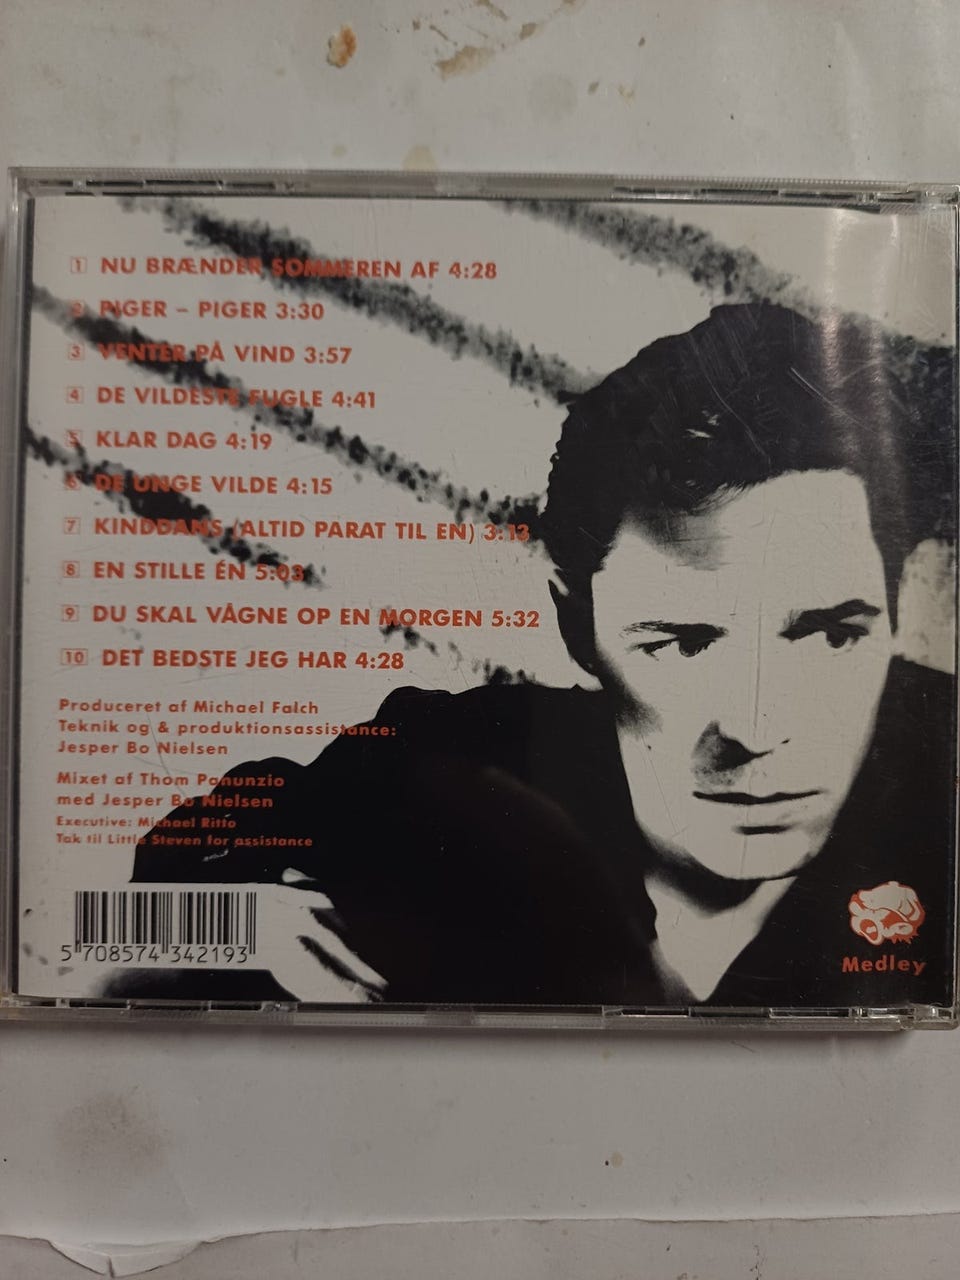 1 NU BRÆNDER SOMMEREN AF 4:28
2 PIGER – PIGER 3:30
3 VENTER PÅ VIND 3:57
4 DE VILDESTE FUGLE 4:41
5 KLAR DAG 4:19
6 DE UNGE VILDE 4:15
7 KINDDANS (ALTID PARAT TIL EN) 3:13
8 EN STILLE ÉN 5:03
9 DU SKAL VÅGNE OP EN MORGEN 5:32
10 DET BEDSTE JEG HAR 4:28
Produceret af Michael Falch
Teknik og & produktionsassistance:
Jesper Bo Nielsen
Mixet af Thom Panunzio
med Jesper Bo Nielsen
Executive: Michael Ritto
Tak til Little Steven for assistance
5 708574 342193
Medley